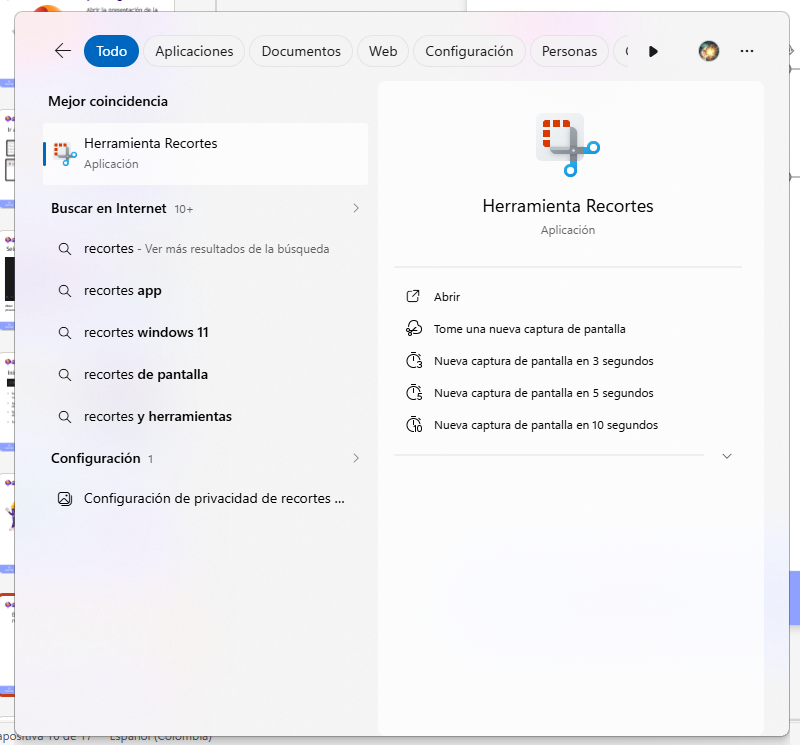 Todo
Aplicaciones
Documentos
Web
Configuración
Personas
Mejor coincidencia
Herramienta Recortes
Aplicación
Buscar en Internet 10+
recortes - Ver más resultados de la búsqueda
recortes app
recortes windows 11
recortes de pantalla
recortes y herramientas
Configuración 1
Configuración de privacidad de recortes ...
Herramienta Recortes
Aplicación
Abrir
Tome una nueva captura de pantalla
3 Nueva captura de pantalla en 3 segundos
5 Nueva captura de pantalla en 5 segundos
10 Nueva captura de pantalla en 10 segundos